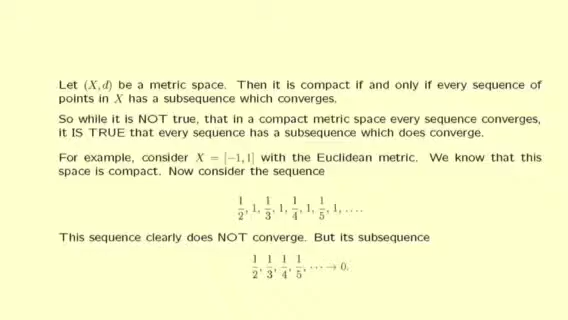 Let (X, d) be a metric space. Then it is compact if and only if every sequence of
points in X has a subsequence which converges.
So while it is NOT true, that in a compact metric space every sequence converges,
it IS TRUE that every sequence has a subsequence which does converge.
For example, consider X = [−1, 1] with the Euclidean metric. We know that this
space is compact. Now consider the sequence
1/2, 1, 1/3, 1, 1/4, 1, 1/5, 1, ....
This sequence clearly does NOT converge. But its subsequence
1/2, 1/3, 1/4, 1/5, ⋯ → 0.